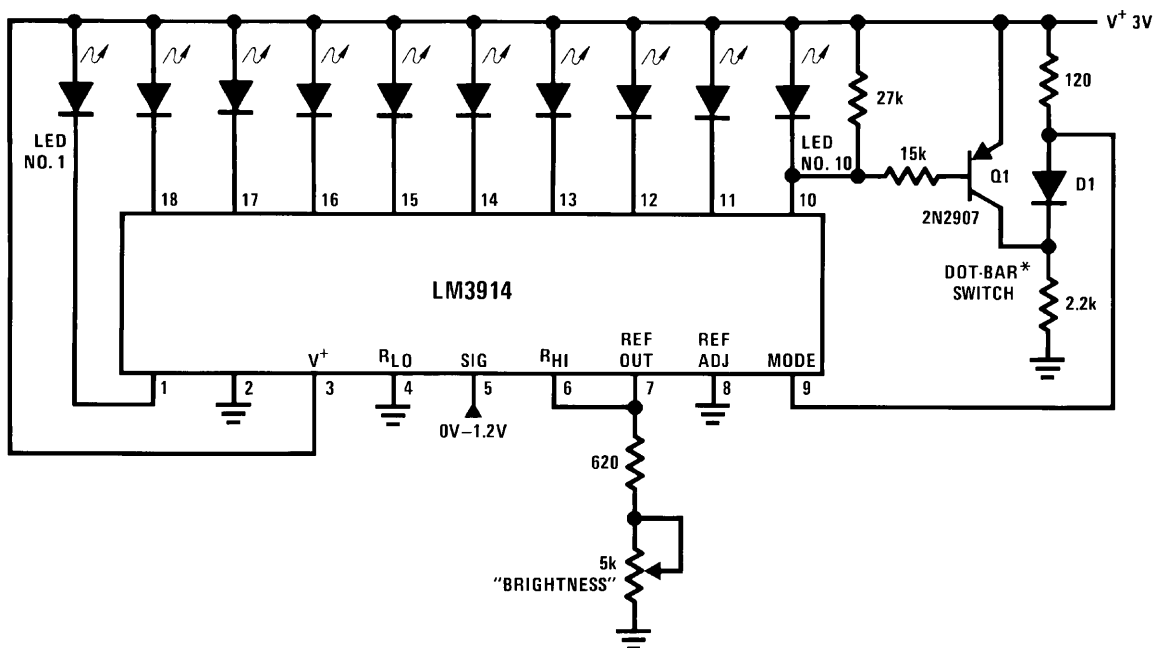 V+ 3V
120
27k
LED
NO. 1
LED
NO. 10
15k
Q1
D1
2N2907
18 17 16 15 14 13 12 11 10
DOT-BAR*
SWITCH
2.2k
LM3914
V+ RLO SIG RHI REF
OUT REF
ADJ MODE
1 2 3 4 5 6 7 8 9
0V–1.2V
620
5k
"BRIGHTNESS"